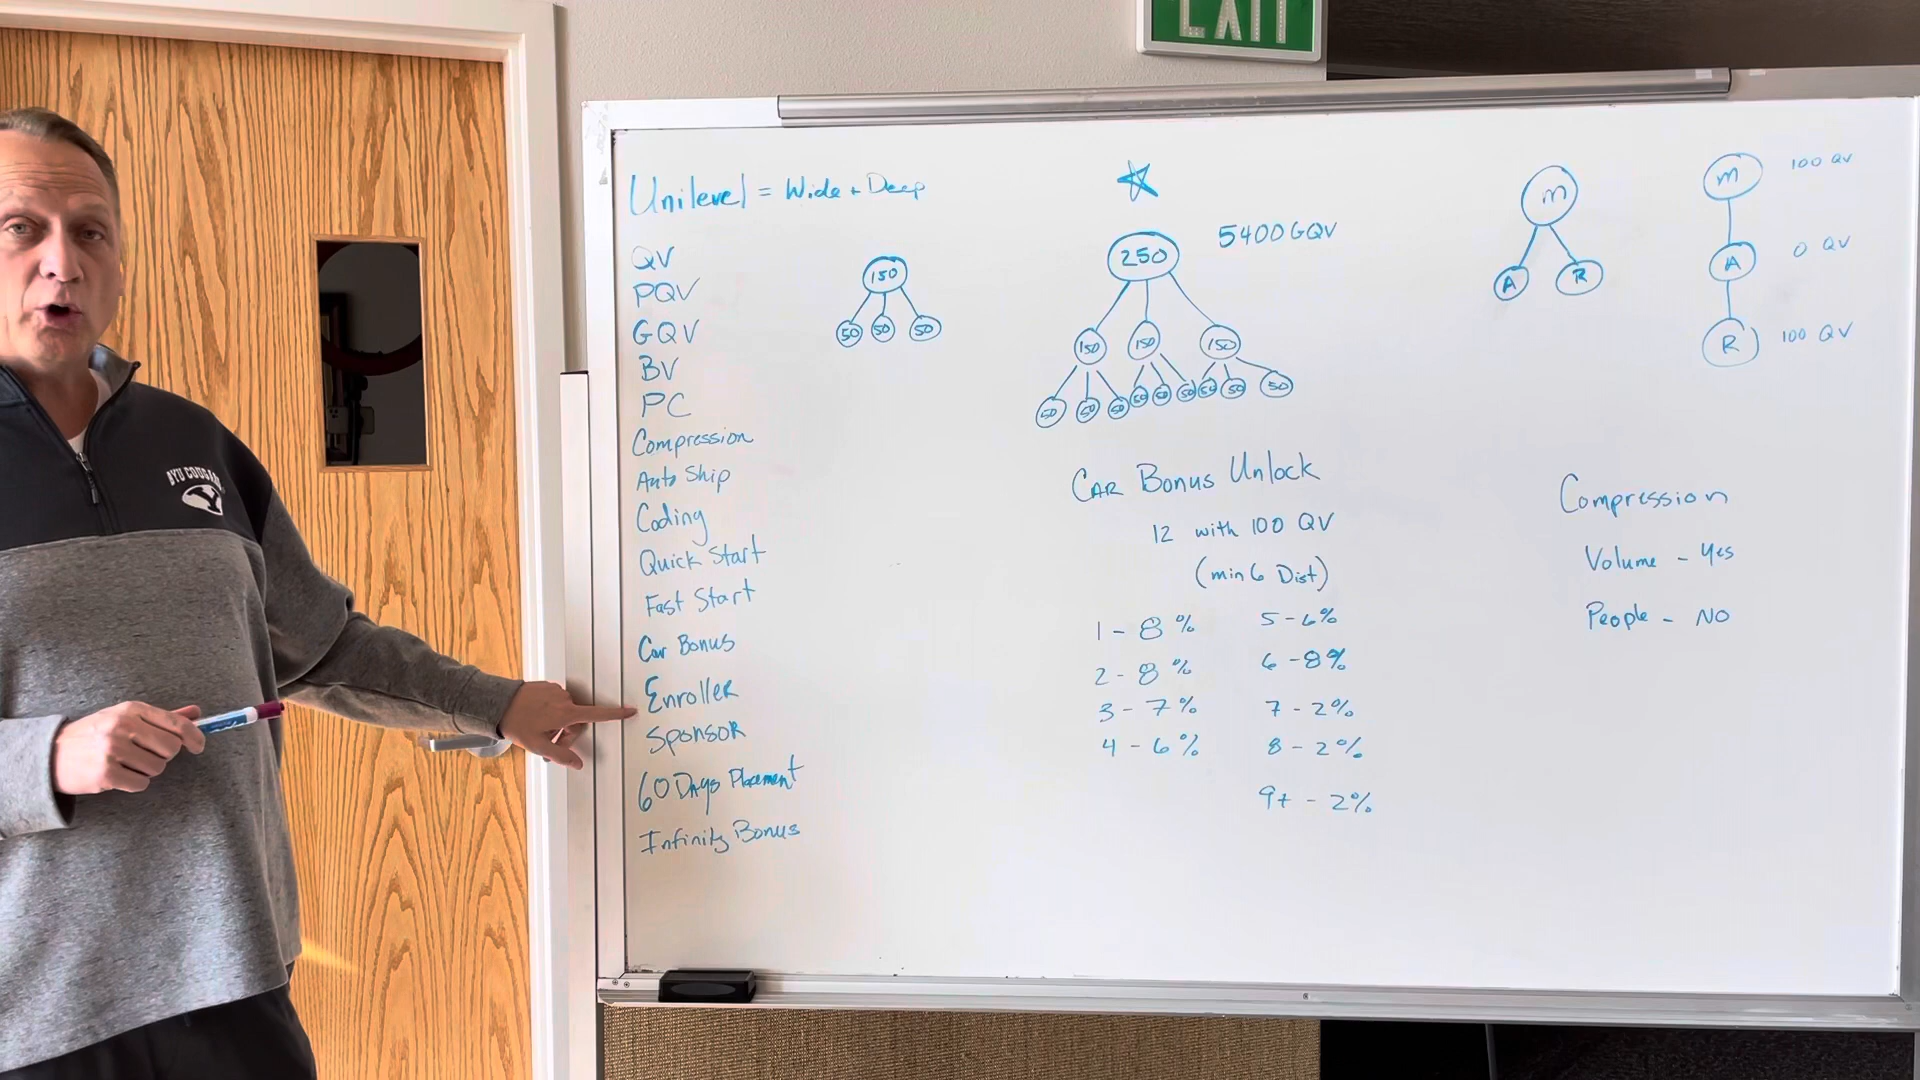 EXIT
Unilevel = Wide + Deep
QV
PQV
GQV
BV
PC
Compression
Auto Ship
Coding
Quick Start
Fast Start
Car Bonus
Enroller
Sponsor
60 Days Placement
Infinity Bonus
150
50 50 50
250
5400 GQV
150 150 150
50 50 50 50 50 50 50 50 50
CAR BONUS Unlock
12 with 100 QV
(min 6 Dist)
1 - 8%
2 - 8%
3 - 7%
4 - 6%
5 - 6%
6 - 8%
7 - 2%
8 - 2%
9+ - 2%
m
A R
m 100 QV
A 0 QV
R 100 QV
Compression
Volume - Yes
People - NO
BYU COUGARS
Y